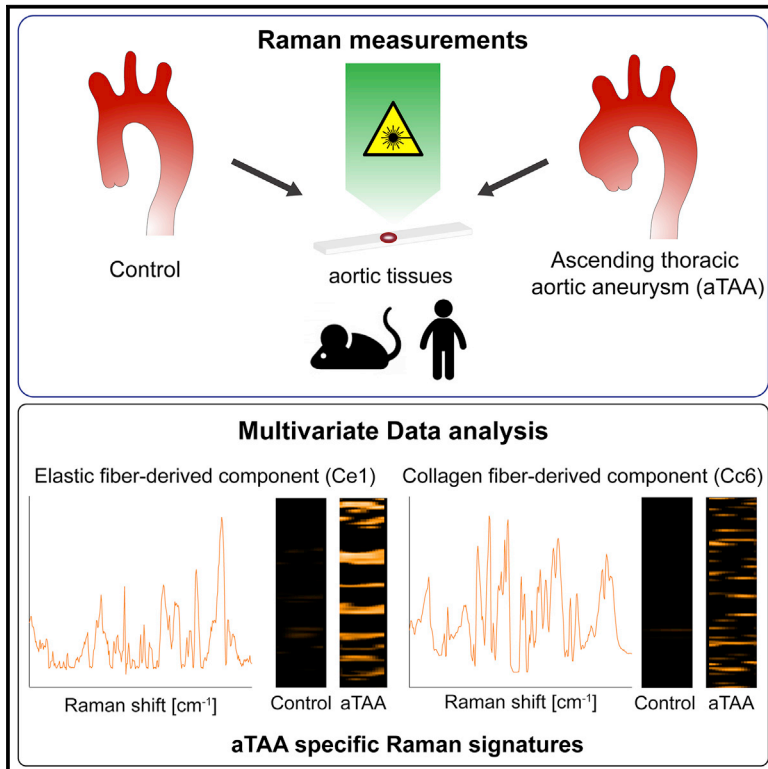 Raman measurements
Control
aortic tissues
Ascending thoracic
aortic aneurysm (aTAA)
Multivariate Data analysis
Elastic fiber-derived component (Ce1)
Collagen fiber-derived component (Cc6)
Raman shift [cm⁻¹]
Control
aTAA
Raman shift [cm⁻¹]
Control
aTAA
aTAA specific Raman signatures